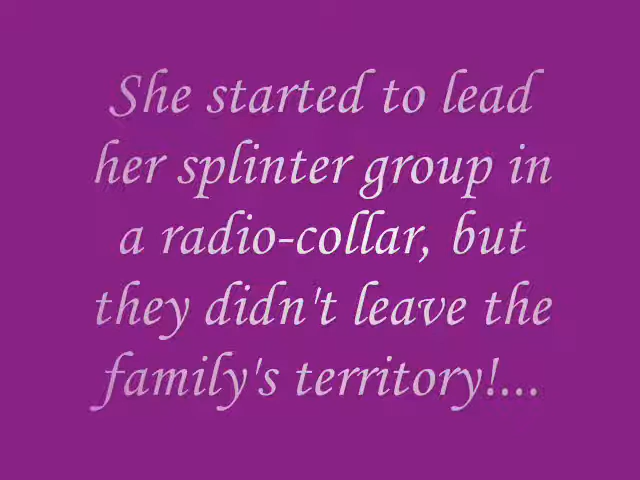 She started to lead
her splinter group in
a radio-collar, but
they didn't leave the
family's territory!...